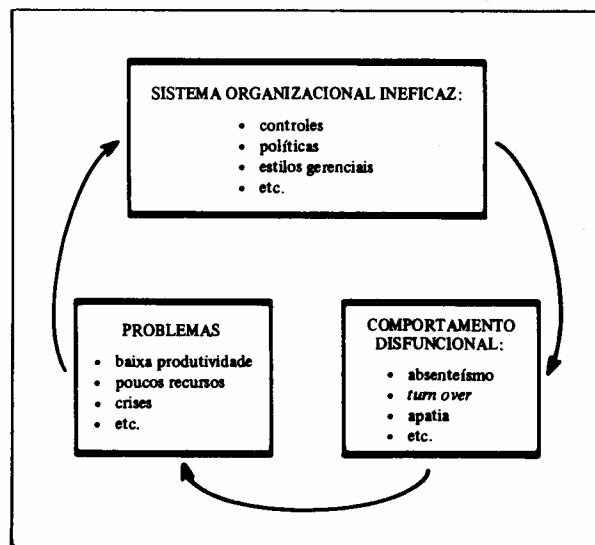 SISTEMA ORGANIZACIONAL INEFICAZ:
• controles
• políticas
• estilos gerenciais
• etc.
PROBLEMAS
• baixa produtividade
• poucos recursos
• crises
• etc.
COMPORTAMENTO
DISFUNCIONAL:
• absenteísmo
• turn over
• apatia
• etc.